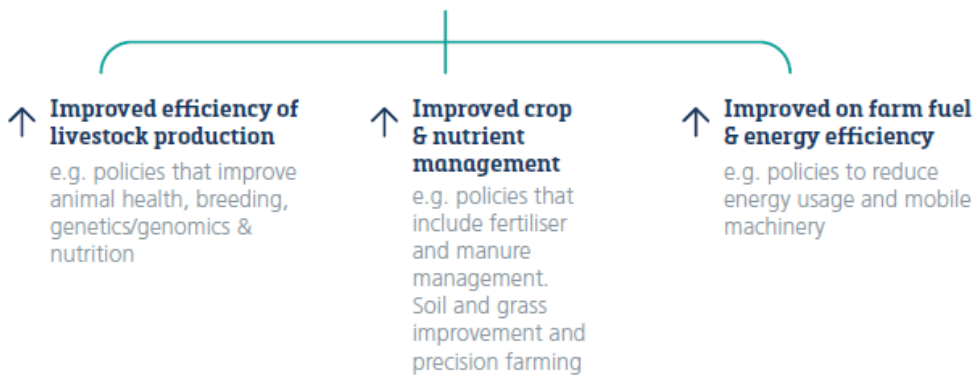 Improved efficiency of
livestock production
e.g. policies that improve
animal health, breeding,
genetics/genomics &
nutrition
Improved crop
& nutrient
management
e.g. policies that
include fertiliser
and manure
management.
Soil and grass
improvement and
precision farming
Improved on farm fuel
& energy efficiency
e.g. policies to reduce
energy usage and mobile
machinery